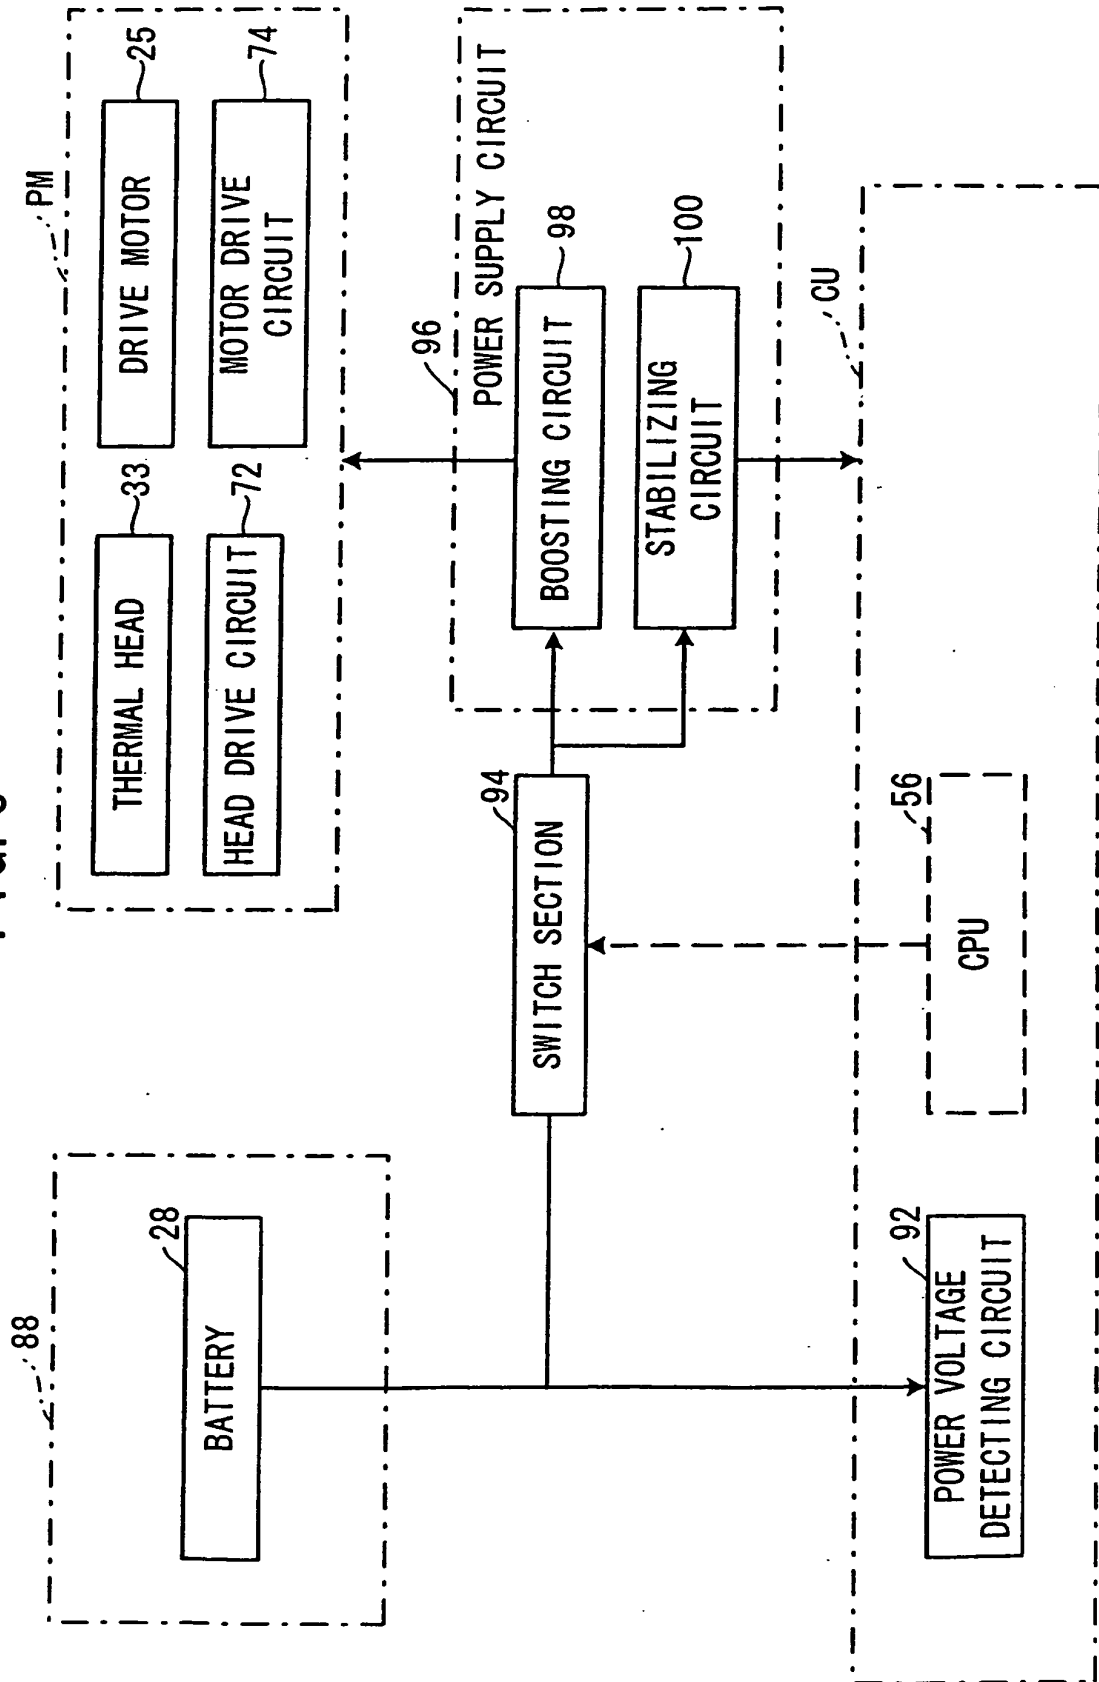 88
28
BATTERY
PM
THERMAL HEAD
33
DRIVE MOTOR
25
HEAD DRIVE CIRCUIT
72
MOTOR DRIVE
CIRCUIT
74
SWITCH SECTION
94
96
POWER SUPPLY CIRCUIT
BOOSTING CIRCUIT
98
STABILIZING
CIRCUIT
100
CU
POWER VOLTAGE
DETECTING CIRCUIT
92
CPU
56